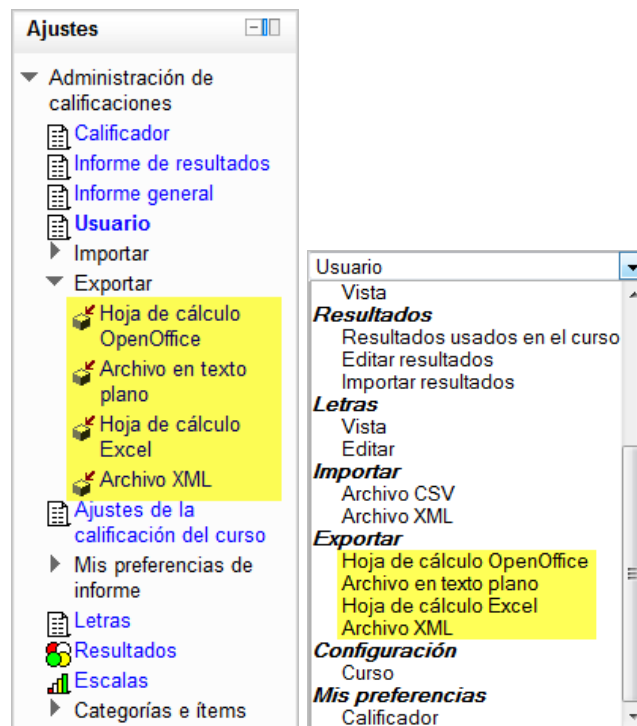 Ajustes
Administración de
calificaciones
Calificador
Informe de resultados
Informe general
Usuario
Importar
Exportar
Hoja de cálculo
OpenOffice
Archivo en texto
plano
Hoja de cálculo
Excel
Archivo XML
Ajustes de la
calificación del curso
Mis preferencias de
informe
Letras
Resultados
Escalas
Categorías e ítems
Usuario
Vista
Resultados
Resultados usados en el curso
Editar resultados
Importar resultados
Letras
Vista
Editar
Importar
Archivo CSV
Archivo XML
Exportar
Hoja de cálculo OpenOffice
Archivo en texto plano
Hoja de cálculo Excel
Archivo XML
Configuración
Curso
Mis preferencias
Calificador